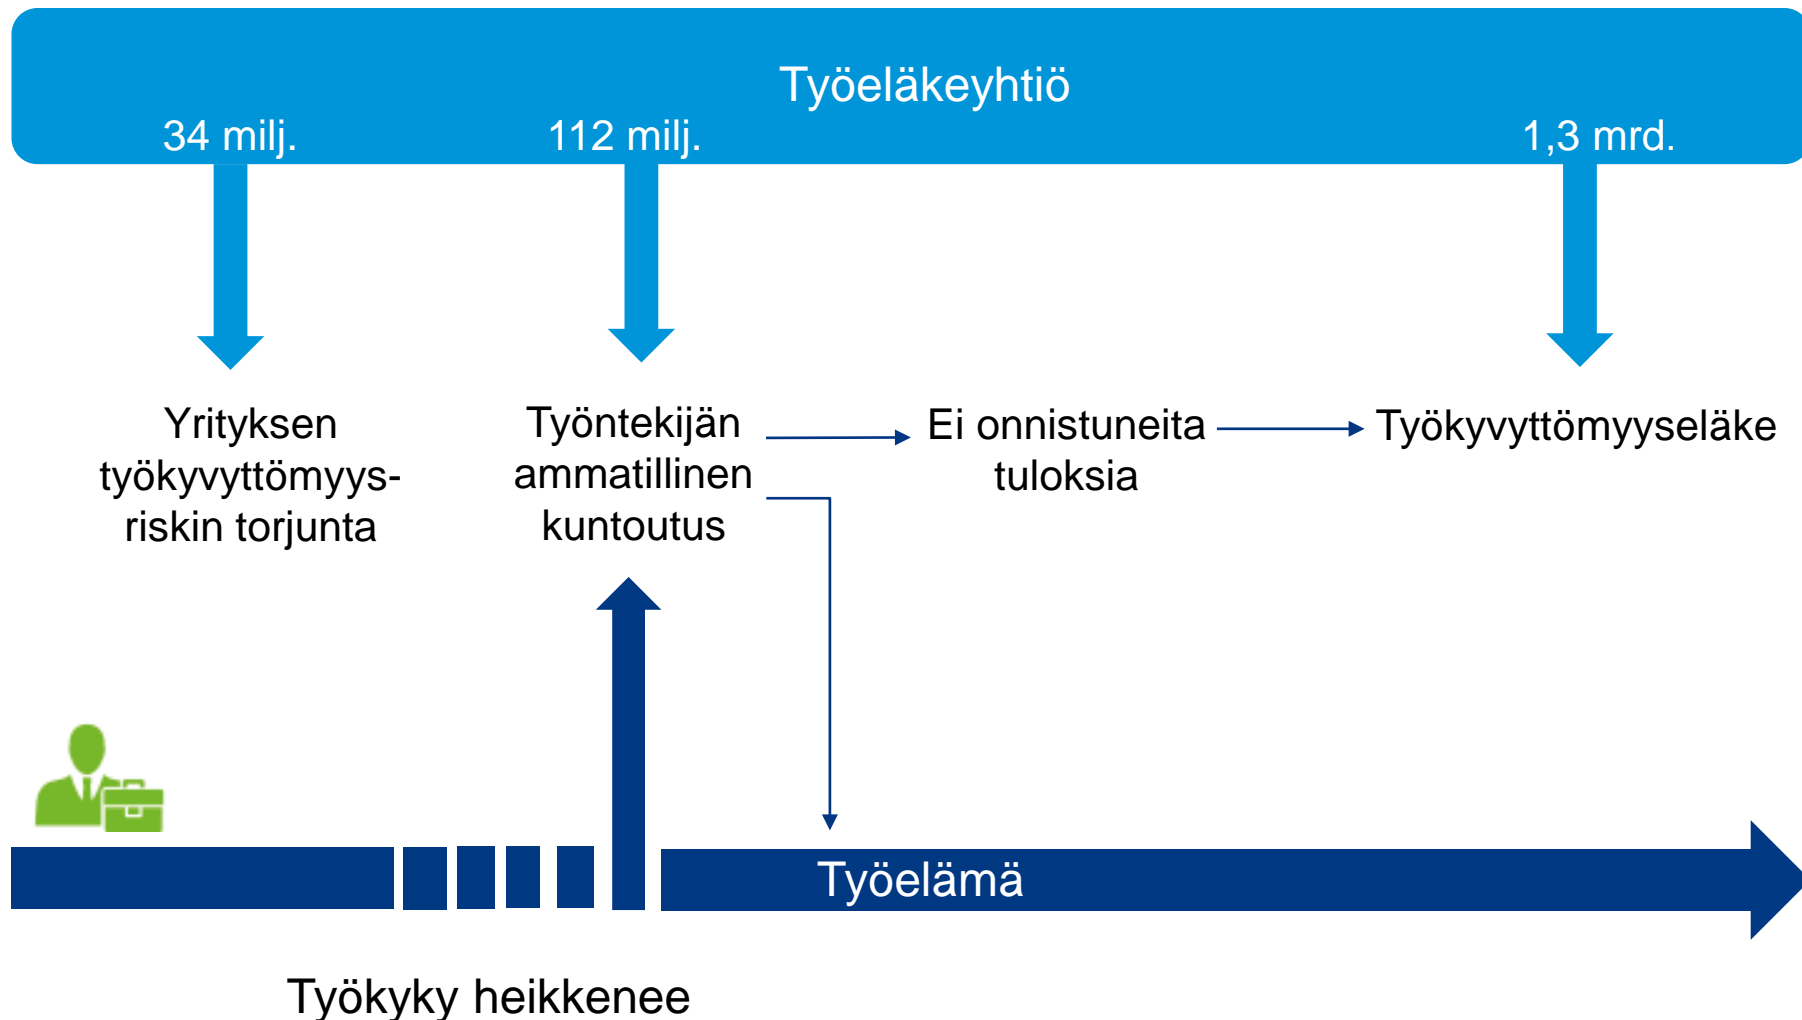 Työeläkeyhtiö
34 milj.
112 milj.
1,3 mrd.
Yrityksen
työkyvyttömyys-
riskin torjunta
Työntekijän
ammatillinen
kuntoutus
Ei onnistuneita
tuloksia
Työkyvyttömyyseläke
Työelämä
Työkyky heikkenee